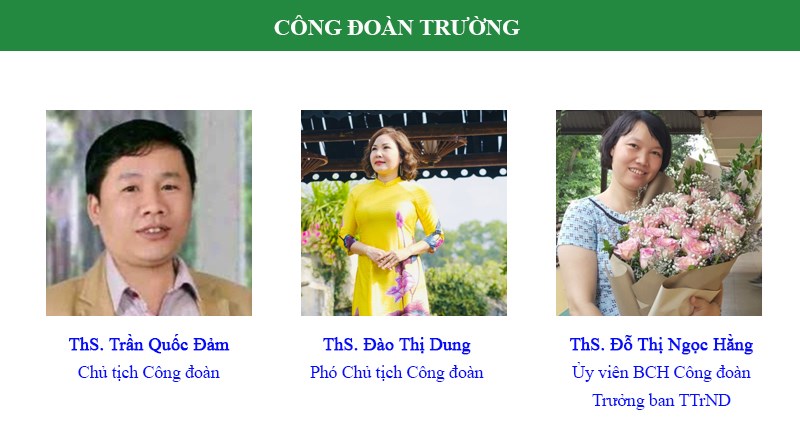 CÔNG ĐOÀN TRƯỜNG
ThS. Trần Quốc Đảm
Chủ tịch Công đoàn
ThS. Đào Thị Dung
Phó Chủ tịch Công đoàn
ThS. Đỗ Thị Ngọc Hằng
Ủy viên BCH Công đoàn
Trưởng ban TTrND